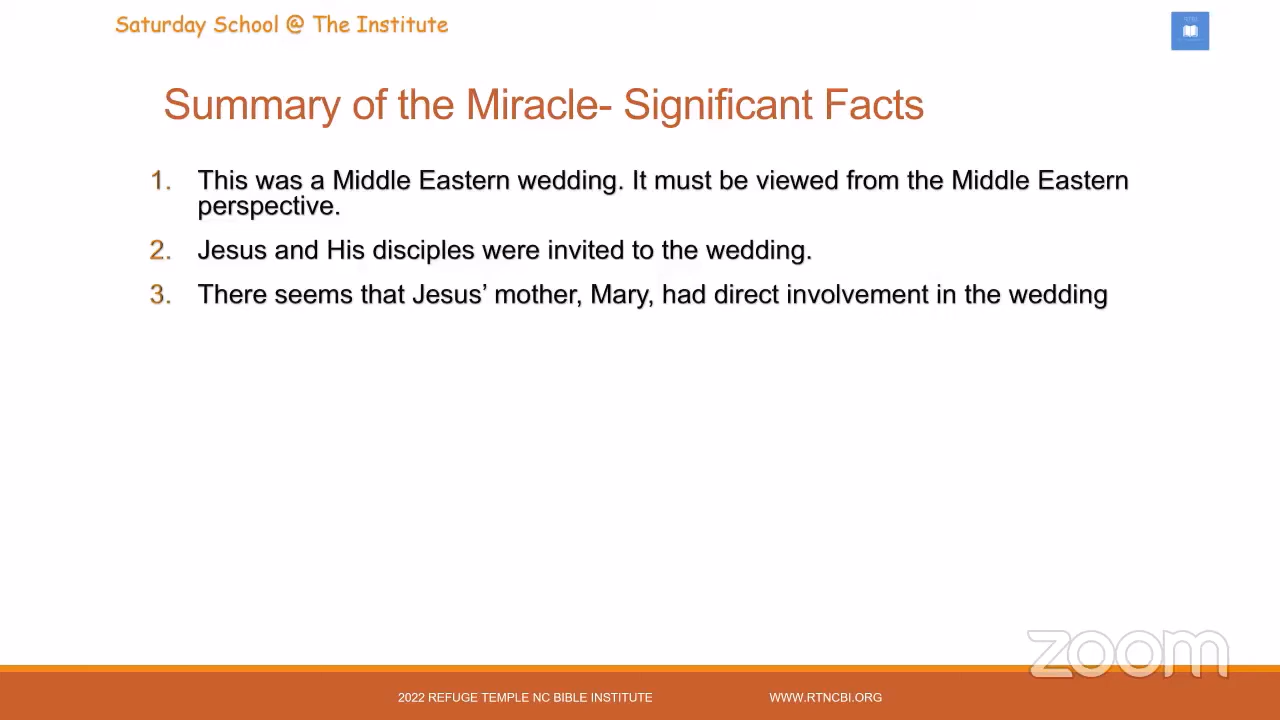 Saturday School @ The Institute
Summary of the Miracle- Significant Facts
1. This was a Middle Eastern wedding. It must be viewed from the Middle Eastern
perspective.
2. Jesus and His disciples were invited to the wedding.
3. There seems that Jesus’ mother, Mary, had direct involvement in the wedding
zoom
2022 REFUGE TEMPLE NC BIBLE INSTITUTE
WWW.RTNCBI.ORG